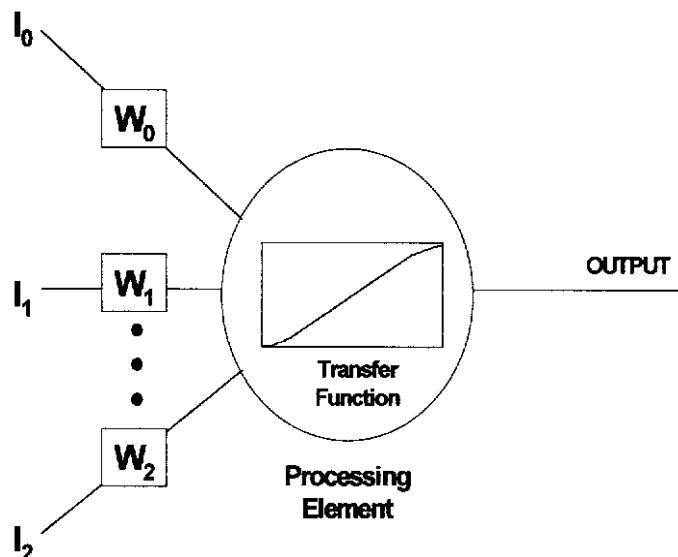 I0
W0
I1
W1
OUTPUT
Transfer
Function
W2
I2
Processing
Element